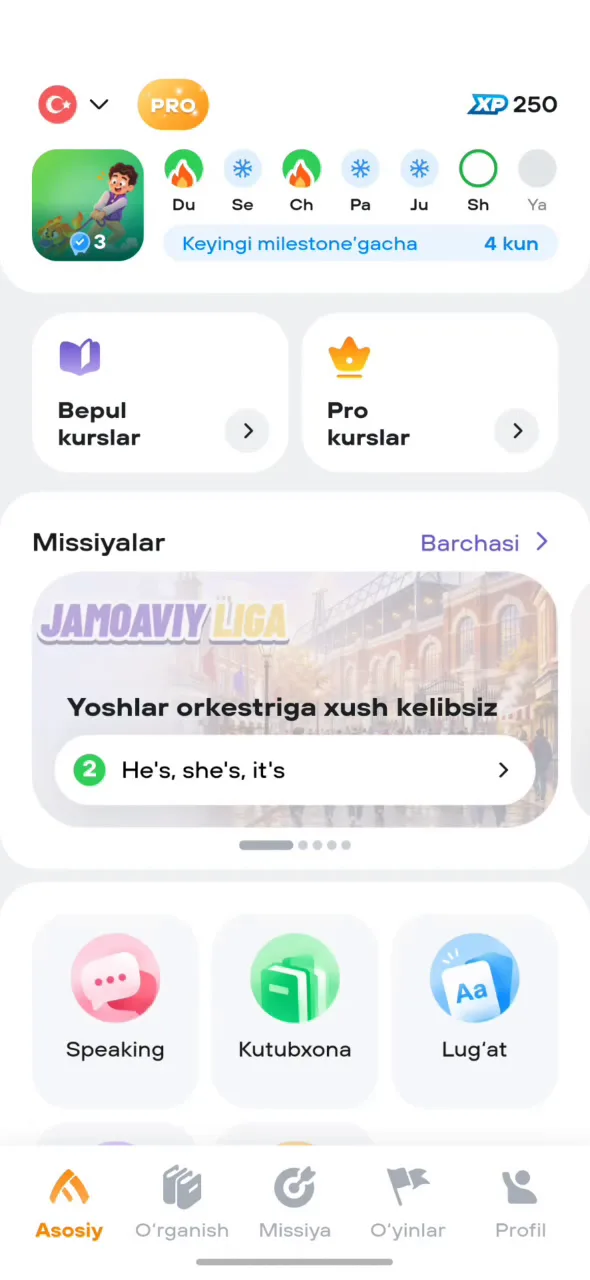 PRO
XP 250
3
Du Se Ch Pa Ju Sh Ya
Keyingi milestone'gacha 4 kun
Bepul kurslar
Pro kurslar
Missiyalar
Barchasi
JAMOAVIY LIGA
Yoshlar orkestriga xush kelibsiz
2 He's, she's, it's
Aa
Speaking Kutubxona Lug'at
Asosiy O'rganish Missiya O'yinlar Profil